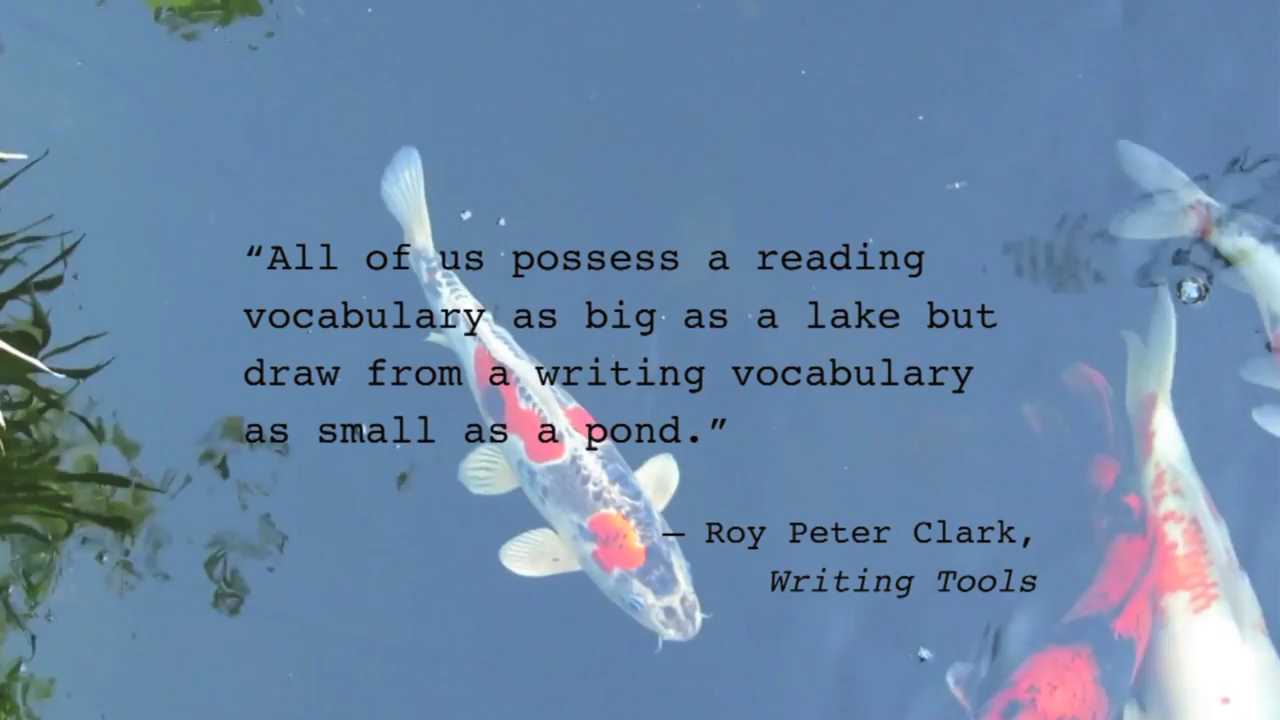 “All of us possess a reading
vocabulary as big as a lake but
draw from a writing vocabulary
as small as a pond.”
— Roy Peter Clark,
Writing Tools